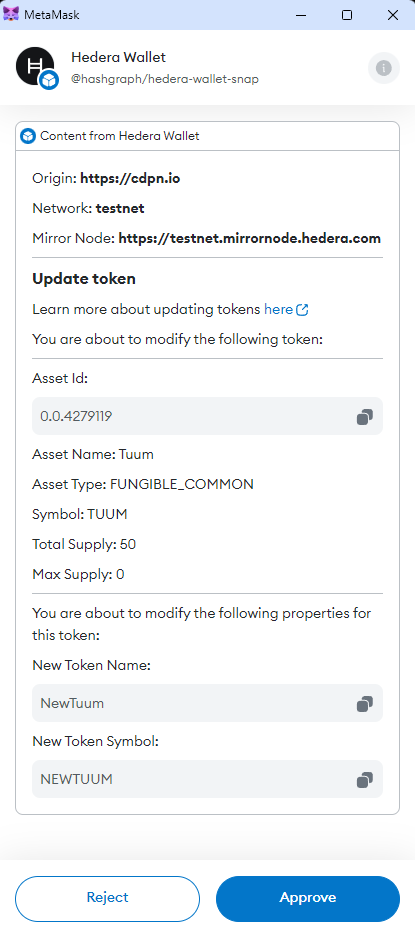 MetaMask
Hedera Wallet
@hashgraph/hedera-wallet-snap
Content from Hedera Wallet
Origin: https://cdpn.io
Network: testnet
Mirror Node: https://testnet.mirrornode.hedera.com
Update token
Learn more about updating tokens here
You are about to modify the following token:
Asset Id:
0.0.4279119
Asset Name: Tuum
Asset Type: FUNGIBLE_COMMON
Symbol: TUUM
Total Supply: 50
Max Supply: 0
You are about to modify the following properties for
this token:
New Token Name:
NewTuum
New Token Symbol:
NEWTUUM
Reject
Approve